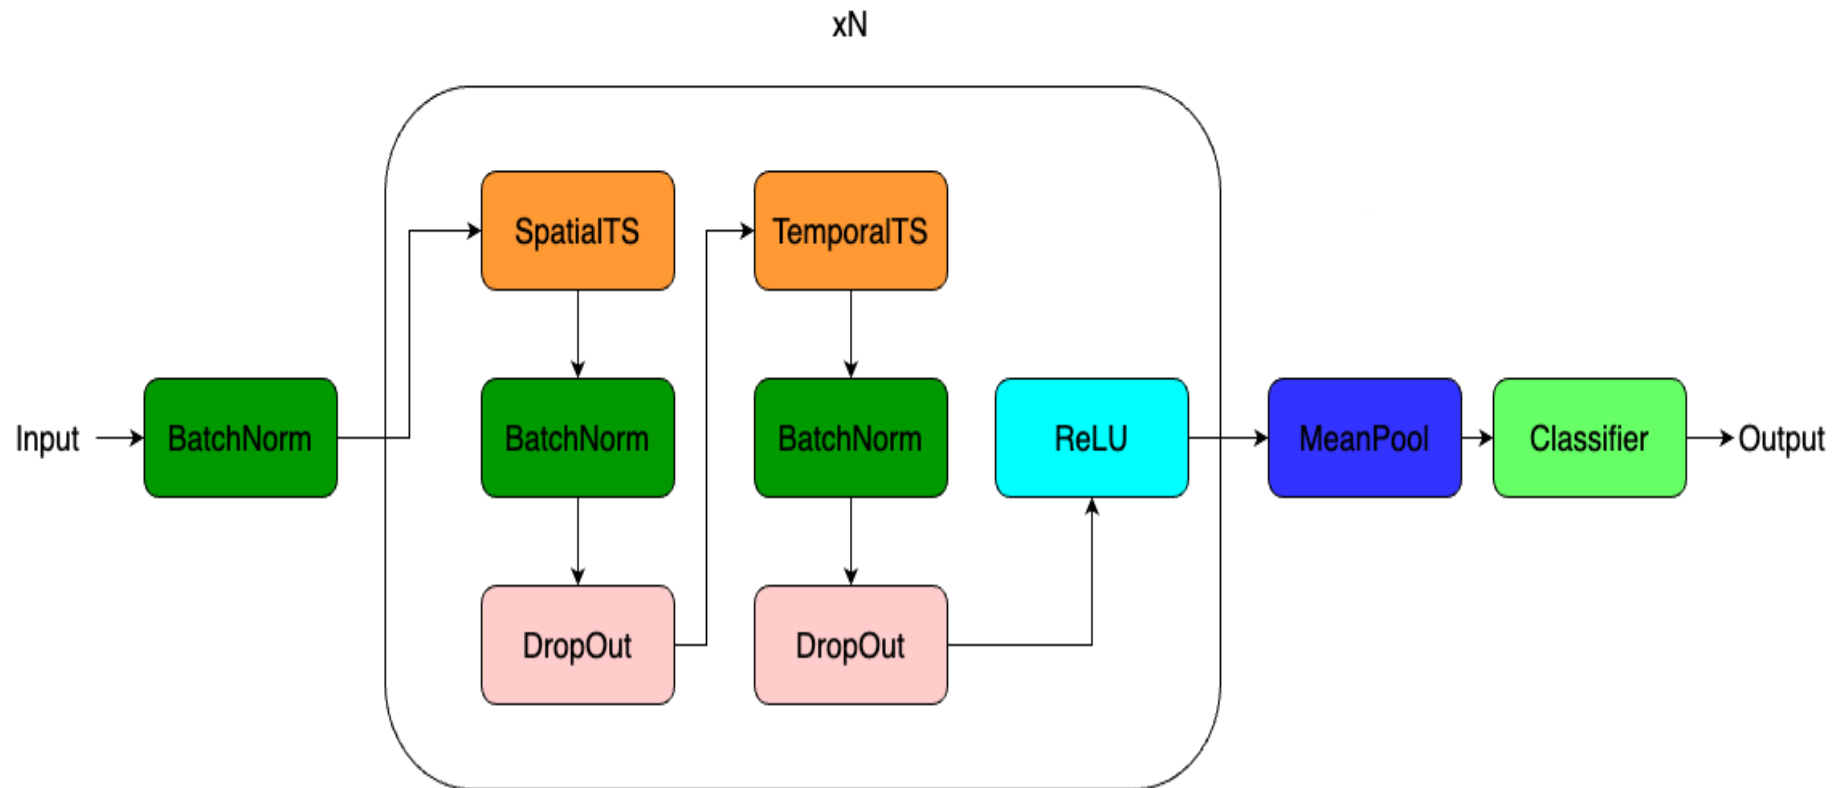 xN
SpatialTS
TemporalTS
Input
BatchNorm
BatchNorm
BatchNorm
ReLU
MeanPool
Classifier
Output
DropOut
DropOut